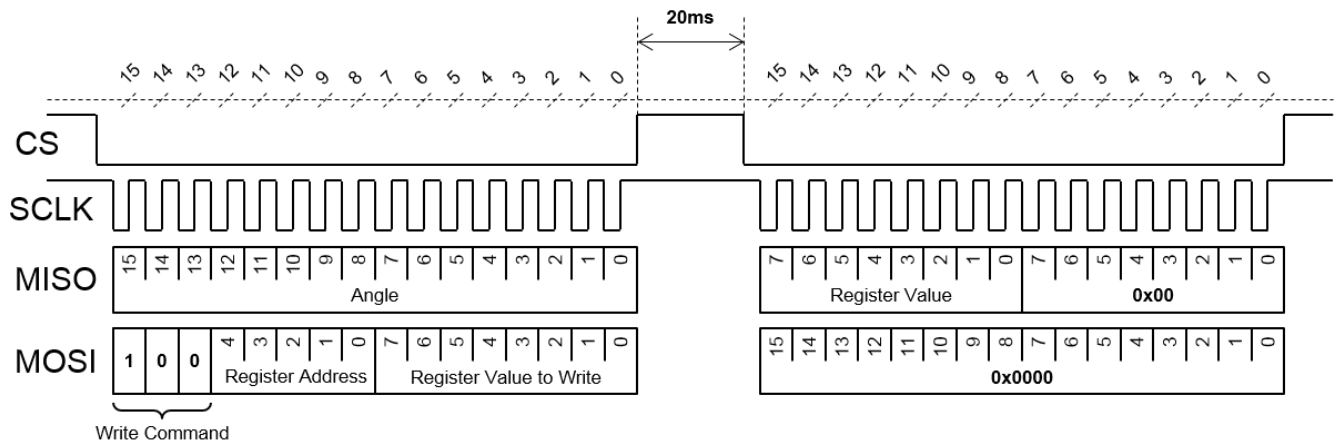 20ms
15 14 13 12 11 10 9 8 7 6 5 4 3 2 1 0 15 14 13 12 11 10 9 8 7 6 5 4 3 2 1 0
CS
SCLK
MISO 15 14 13 12 11 10 9 8 7 6 5 4 3 2 1 0 7 6 5 4 3 2 1 0 7 6 5 4 3 2 1 0
Angle Register Value 0x00
MOSI 1 0 0 4 3 2 1 0 7 6 5 4 3 2 1 0 15 14 13 12 11 10 9 8 7 6 5 4 3 2 1 0
Register Address Register Value to Write 0x0000
Write Command